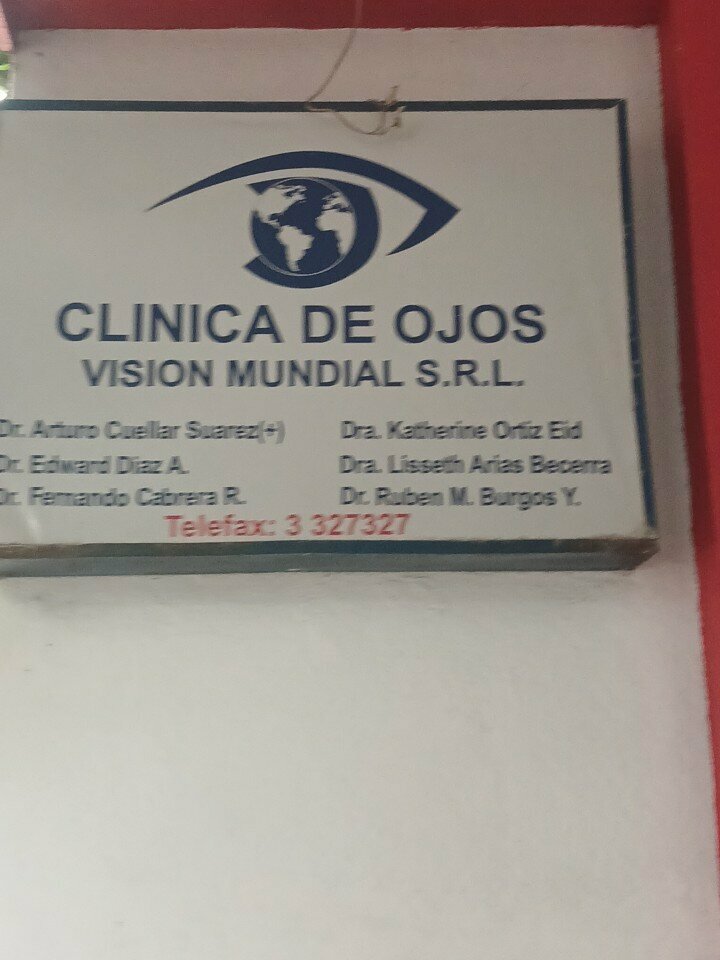 CLINICA DE OJOS
VISION MUNDIAL S.R.L.
Dr. Arturo Cuellar Suarez(+) Dra. Katherine Ortiz Eid
Dr. Edward Diaz A. Dra. Lisseth Arias Becerra
Dr. Fernando Cabrera R. Dr. Ruben M. Burgos Y.
Telefax: 3 327327